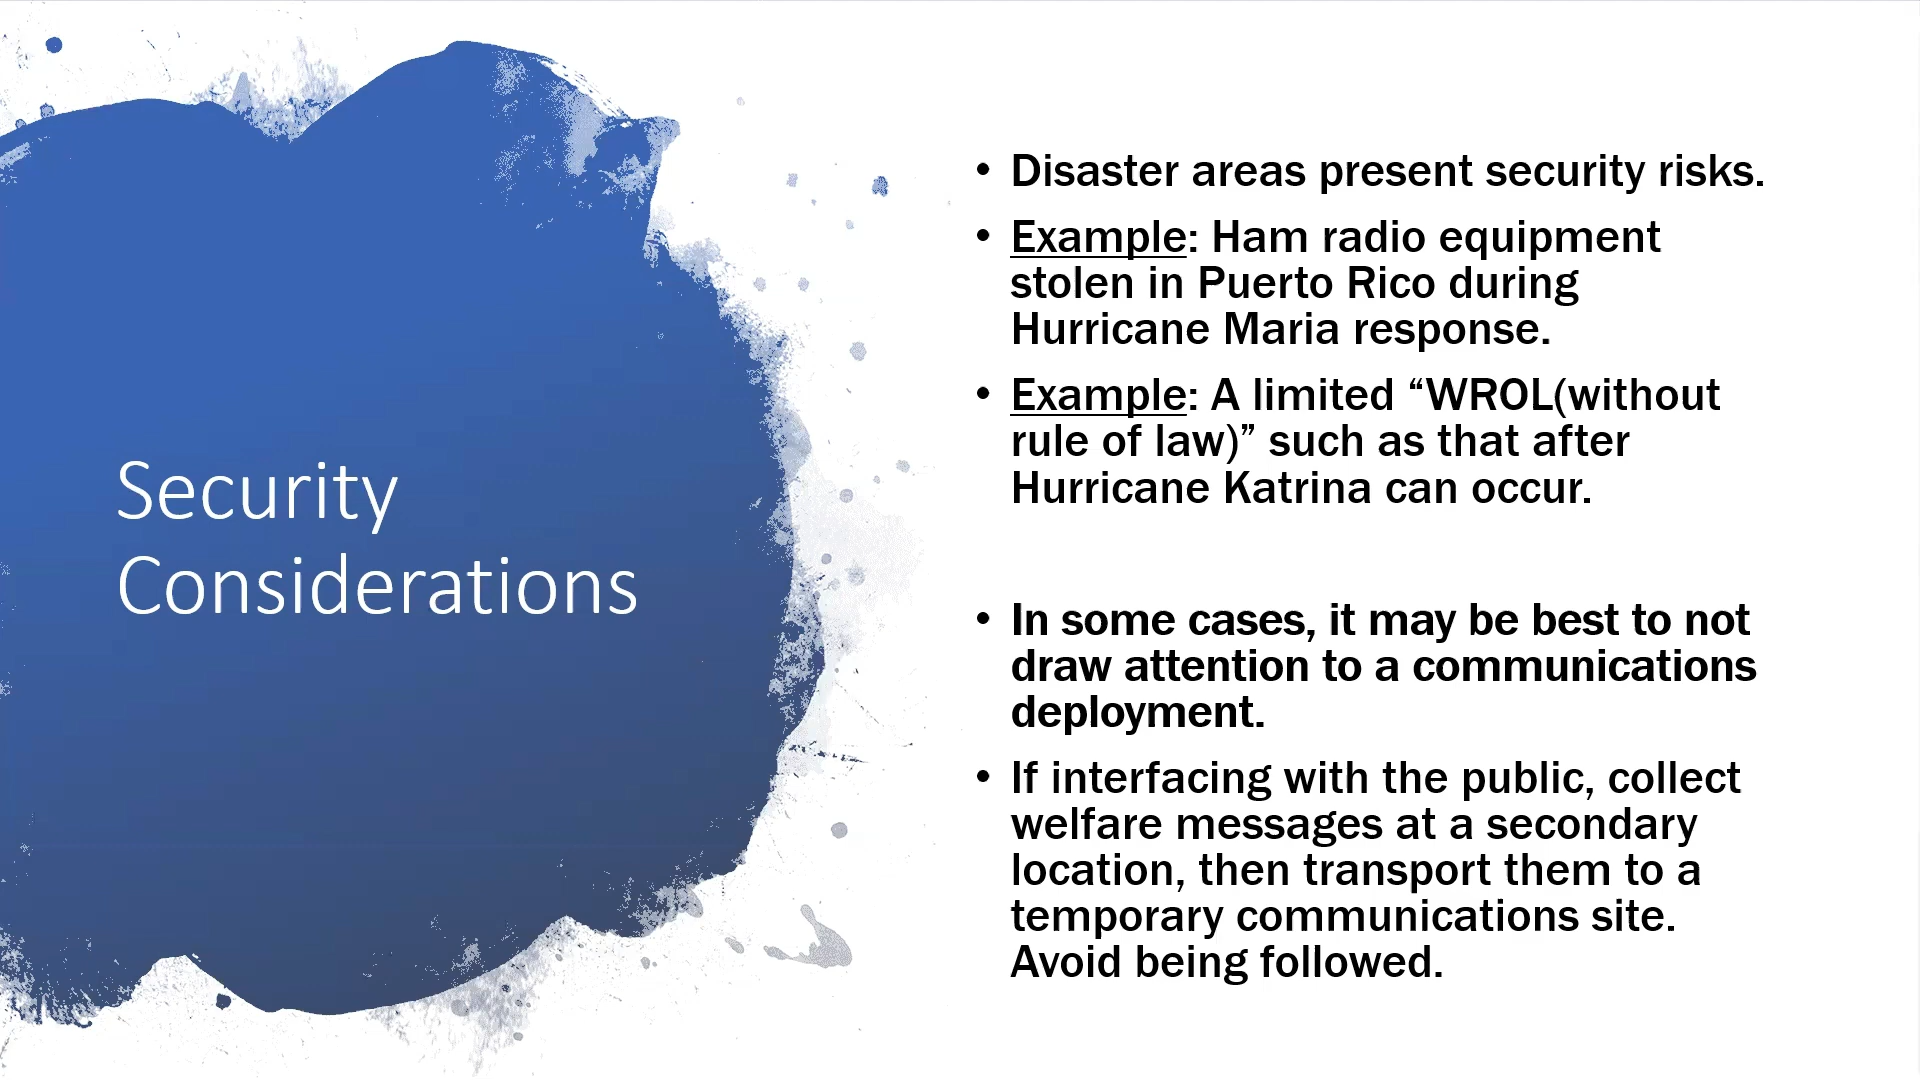 Security
Considerations
• Disaster areas present security risks.
• Example: Ham radio equipment
stolen in Puerto Rico during
Hurricane Maria response.
• Example: A limited “WROL(without
rule of law)” such as that after
Hurricane Katrina can occur.
• In some cases, it may be best to not
draw attention to a communications
deployment.
• If interfacing with the public, collect
welfare messages at a secondary
location, then transport them to a
temporary communications site.
Avoid being followed.